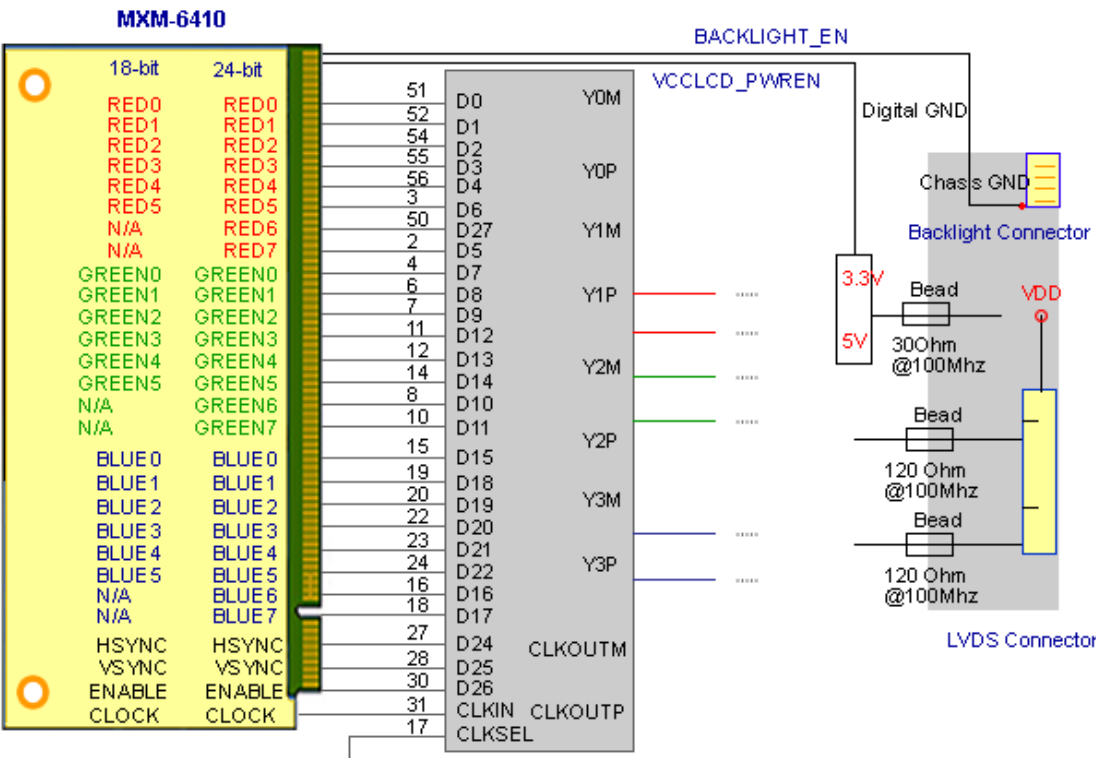 MXM-6410
BACKLIGHT_EN
18-bit 24-bit
RED0 RED0
RED1 RED1
RED2 RED2
RED3 RED3
RED4 RED4
RED5 RED5
N/A RED6
N/A RED7
GREEN0 GREEN0
GREEN1 GREEN1
GREEN2 GREEN2
GREEN3 GREEN3
GREEN4 GREEN4
GREEN5 GREEN5
N/A GREEN6
N/A GREEN7
BLUE0 BLUE0
BLUE1 BLUE1
BLUE2 BLUE2
BLUE3 BLUE3
BLUE4 BLUE4
BLUE5 BLUE5
N/A BLUE6
N/A BLUE7
HSYNC HSYNC
VSYNC VSYNC
ENABLE ENABLE
CLOCK CLOCK
51 D0
52 D1
54 D2
55 D3
56 D4
3 D6
50 D27
2 D5
4 D7
6 D8
7 D9
11 D12
12 D13
14 D14
8 D10
10 D11
15 D15
19 D18
20 D19
22 D20
23 D21
24 D22
16 D16
18 D17
27 D24
28 D25
30 D26
31 CLKIN
17 CLKSEL
Y0M
Y0P
Y1M
Y1P
Y2M
Y2P
Y3M
Y3P
CLKOUTM
CLKOUTP
VCCLCD_PWREN
Digital GND
Chasis GND
Backlight Connector
3.3V
5V
Bead
30Ohm
@100Mhz
VDD
Bead
120 Ohm
@100Mhz
Bead
120 Ohm
@100Mhz
LVDS Connector